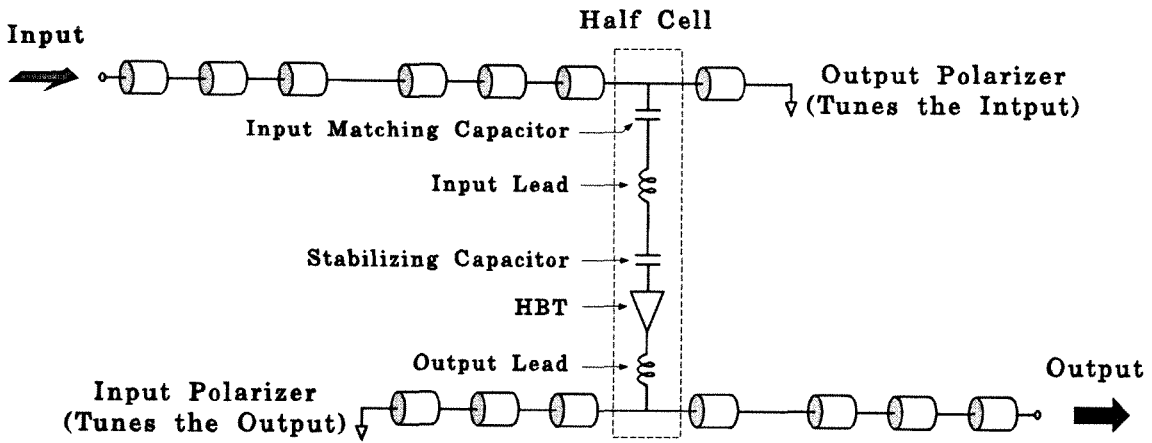 Half Cell
Input
Output Polarizer
(Tunes the Intput)
Input Matching Capacitor
Input Lead
Stabilizing Capacitor
HBT
Output Lead
Input Polarizer
(Tunes the Output)
Output